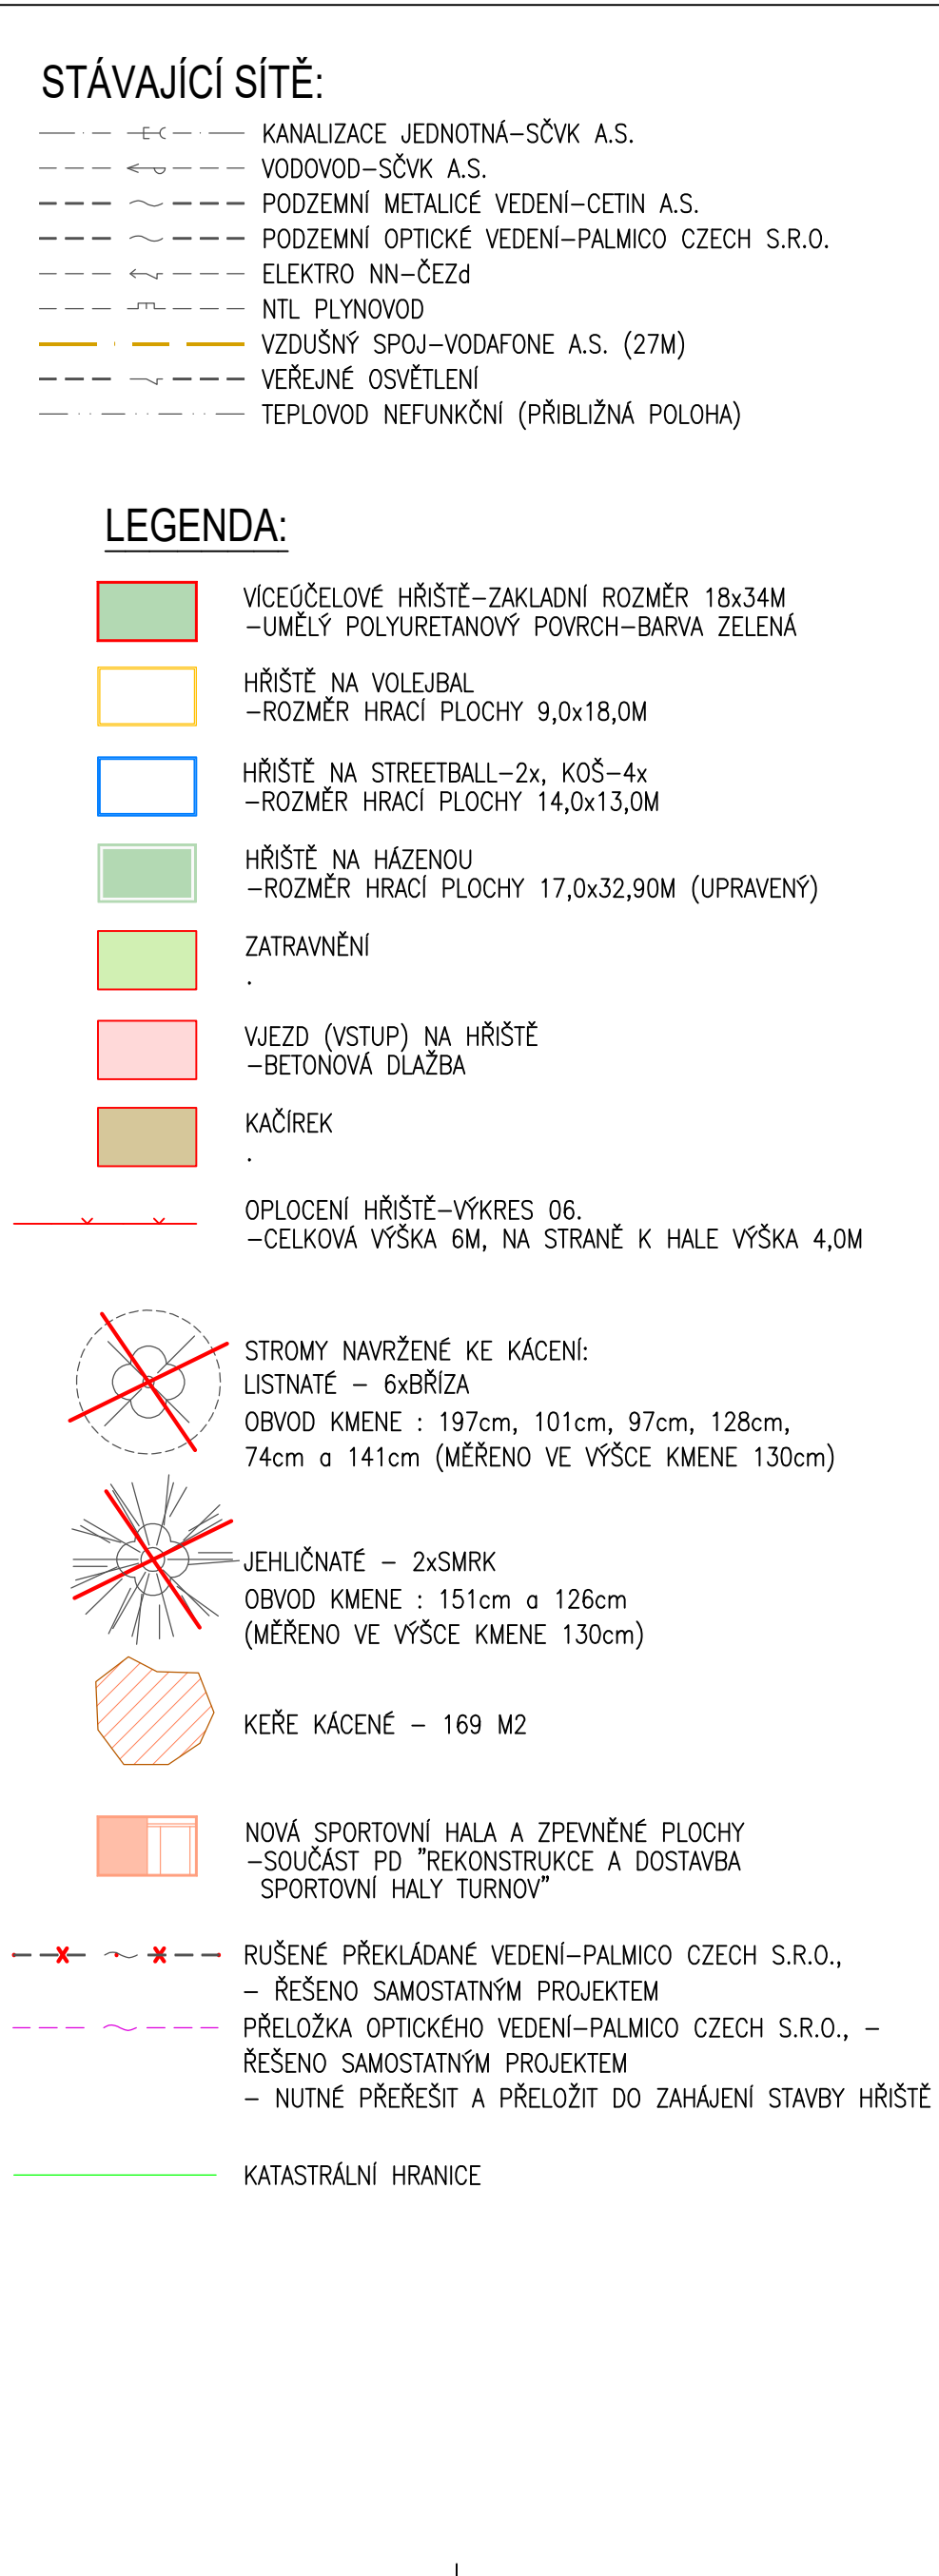 STÁVAJÍCÍ SÍTĚ:
KANALIZACE JEDNOTNÁ-SČVK A.S.
VODOVOD-SČVK A.S.
PODZEMNÍ METALICÉ VEDENÍ-CETIN A.S.
PODZEMNÍ OPTICKÉ VEDENÍ-PALMICO CZECH S.R.O.
ELEKTRO NN-ČEZd
NTL PLYNOVOD
VZDUŠNÝ SPOJ-VODAFONE A.S. (27M)
VEŘEJNÉ OSVĚTLENÍ
TEPLOVOD NEFUNKČNÍ (PŘIBLIŽNÁ POLOHA)
LEGENDA:
VÍCEÚČELOVÉ HŘIŠTĚ-ZAKLADNÍ ROZMĚR 18x34M
-UMĚLÝ POLYURETANOVÝ POVRCH-BARVA ZELENÁ
HŘIŠTĚ NA VOLEJBAL
-ROZMĚR HRACÍ PLOCHY 9,0x18,0M
HŘIŠTĚ NA STREETBALL-2x, KOŠ-4x
-ROZMĚR HRACÍ PLOCHY 14,0x13,0M
HŘIŠTĚ NA HÁZENOU
-ROZMĚR HRACÍ PLOCHY 17,0x32,90M (UPRAVENÝ)
ZATRAVNĚNÍ
.
VJEZD (VSTUP) NA HŘIŠTĚ
-BETONOVÁ DLAŽBA
KAČÍREK
.
OPLOCENÍ HŘIŠTĚ-VÝKRES 06.
-CELKOVÁ VÝŠKA 6M, NA STRANĚ K HALE VÝŠKA 4,0M
STROMY NAVRŽENÉ KE KÁCENÍ:
LISTNATÉ - 6xBŘÍZA
OBVOD KMENE : 197cm, 101cm, 97cm, 128cm,
74cm a 141cm (MĚŘENO VE VÝŠCE KMENE 130cm)
JEHLIČNATÉ - 2xSMRK
OBVOD KMENE : 151cm a 126cm
(MĚŘENO VE VÝŠCE KMENE 130cm)
KEŘE KÁCENÉ - 169 M2
NOVÁ SPORTOVNÍ HALA A ZPEVNĚNÉ PLOCHY
-SOUČÁST PD "REKONSTRUKCE A DOSTAVBA
SPORTOVNÍ HALY TURNOV"
RUŠENÉ PŘEKLÁDANÉ VEDENÍ-PALMICO CZECH S.R.O.,
- ŘEŠENO SAMOSTATNÝM PROJEKTEM
PŘELOŽKA OPTICKÉHO VEDENÍ-PALMICO CZECH S.R.O., -
ŘEŠENO SAMOSTATNÝM PROJEKTEM
- NUTNÉ PŘEŘEŠIT A PŘELOŽIT DO ZAHÁJENÍ STAVBY HŘIŠTĚ
KATASTRÁLNÍ HRANICE